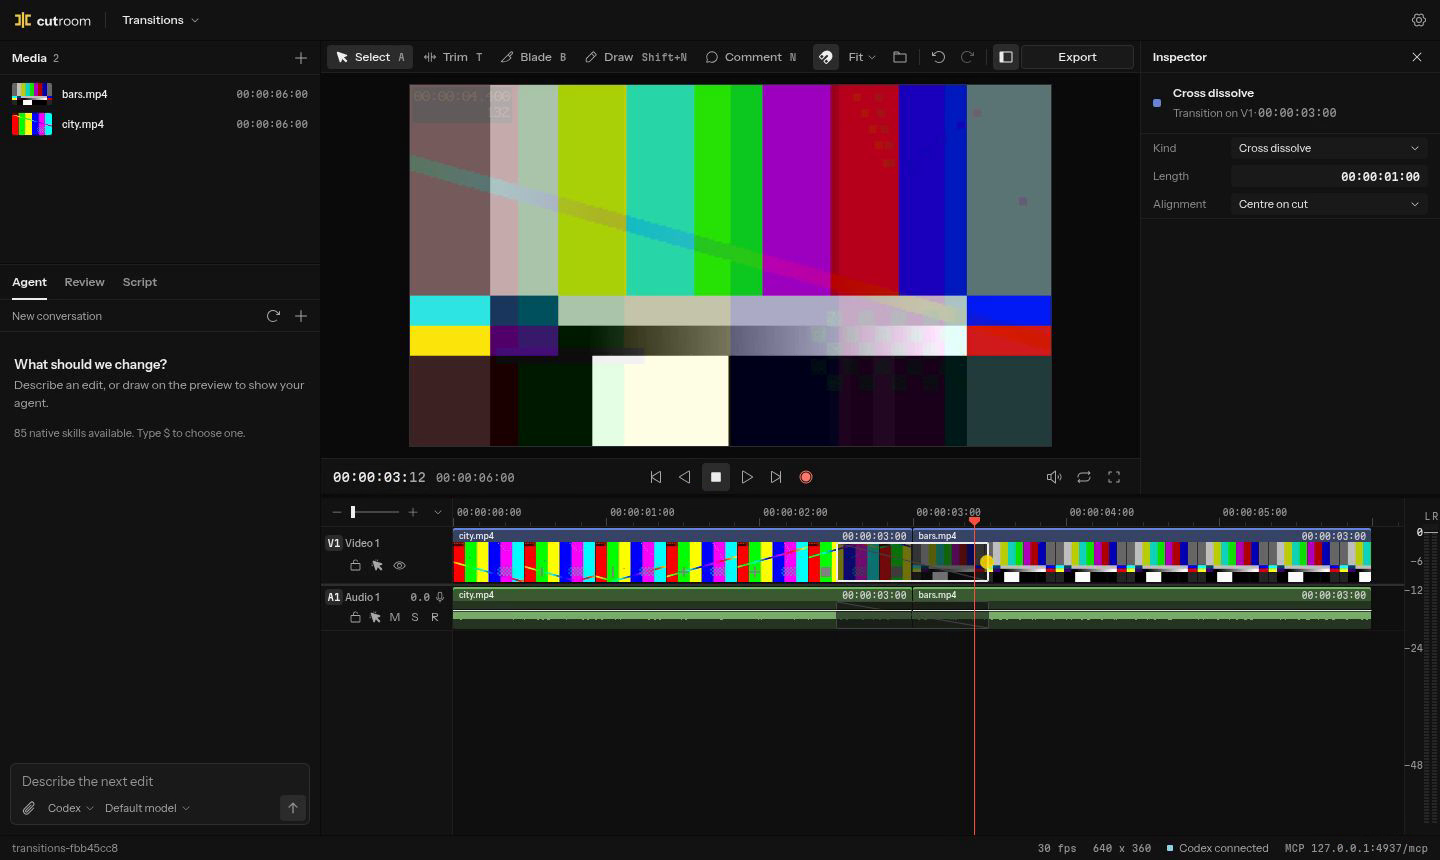 cutroom
Transitions
Media 2
bars.mp4 00:00:06:00
city.mp4 00:00:06:00
Agent Review Script
New conversation
What should we change?
Describe an edit, or draw on the preview to show your
agent.
85 native skills available. Type $ to choose one.
Describe the next edit
Codex Default model
Select A Trim T Blade B Draw Shift+N Comment N Fit Export
00:00:04.400
132
00:00:03:12 00:00:06:00
Inspector
Cross dissolve
Transition on V1·00:00:03:00
Kind Cross dissolve
Length 00:00:01:00
Alignment Centre on cut
00:00:00:00 00:00:01:00 00:00:02:00 00:00:03:00 00:00:04:00 00:00:05:00
V1 Video 1
city.mp4 00:00:03:00 bars.mp4 00:00:03:00
A1 Audio 1 0.0
M S R
city.mp4 00:00:03:00 bars.mp4 00:00:03:00
L R
0
-6
-12
-24
-48
transitions-fbb45cc8
30 fps 640 x 360 Codex connected MCP 127.0.0.1:4937/mcp